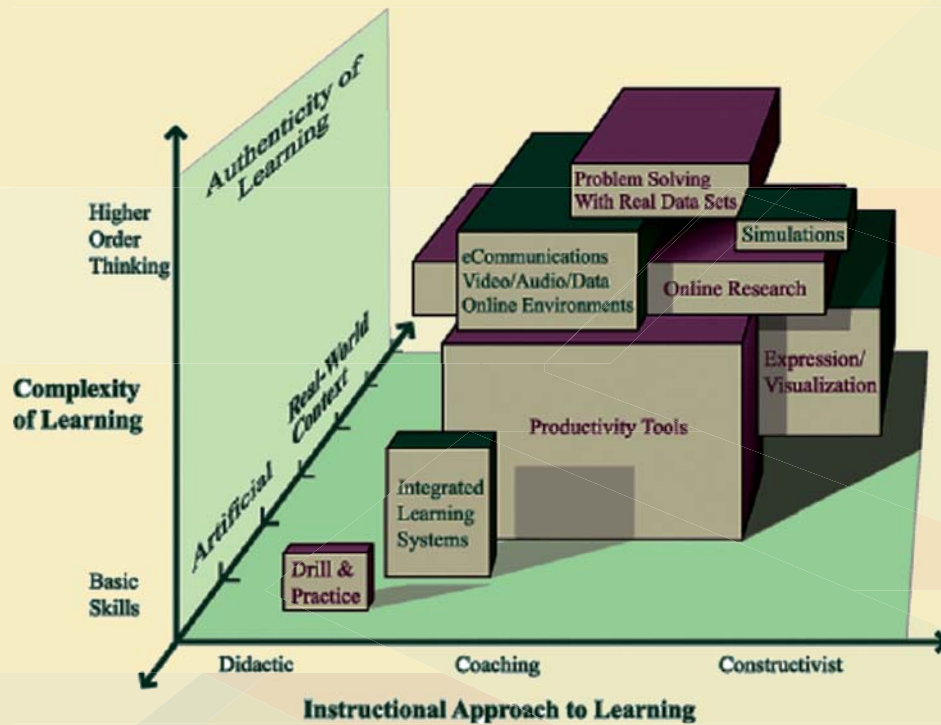 Authenticity of
Learning
Higher
Order
Thinking
Problem Solving
With Real Data Sets
Simulations
eCommunications
Video/Audio/Data
Online Environments
Online Research
Real-World
Context
Complexity
of Learning
Expression/
Visualization
Productivity Tools
Artificial
Integrated
Learning
Systems
Basic
Skills
Drill &
Practice
Didactic
Coaching
Constructivist
Instructional Approach to Learning